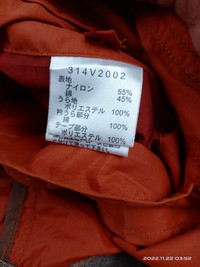 314V2002
表地
ナイロン 55%
綿 45%
うら地
ポリエステル 100%
衿うら部分
綿 100%
テープ部分
ポリエステル 100%
2022.11.22 03:52